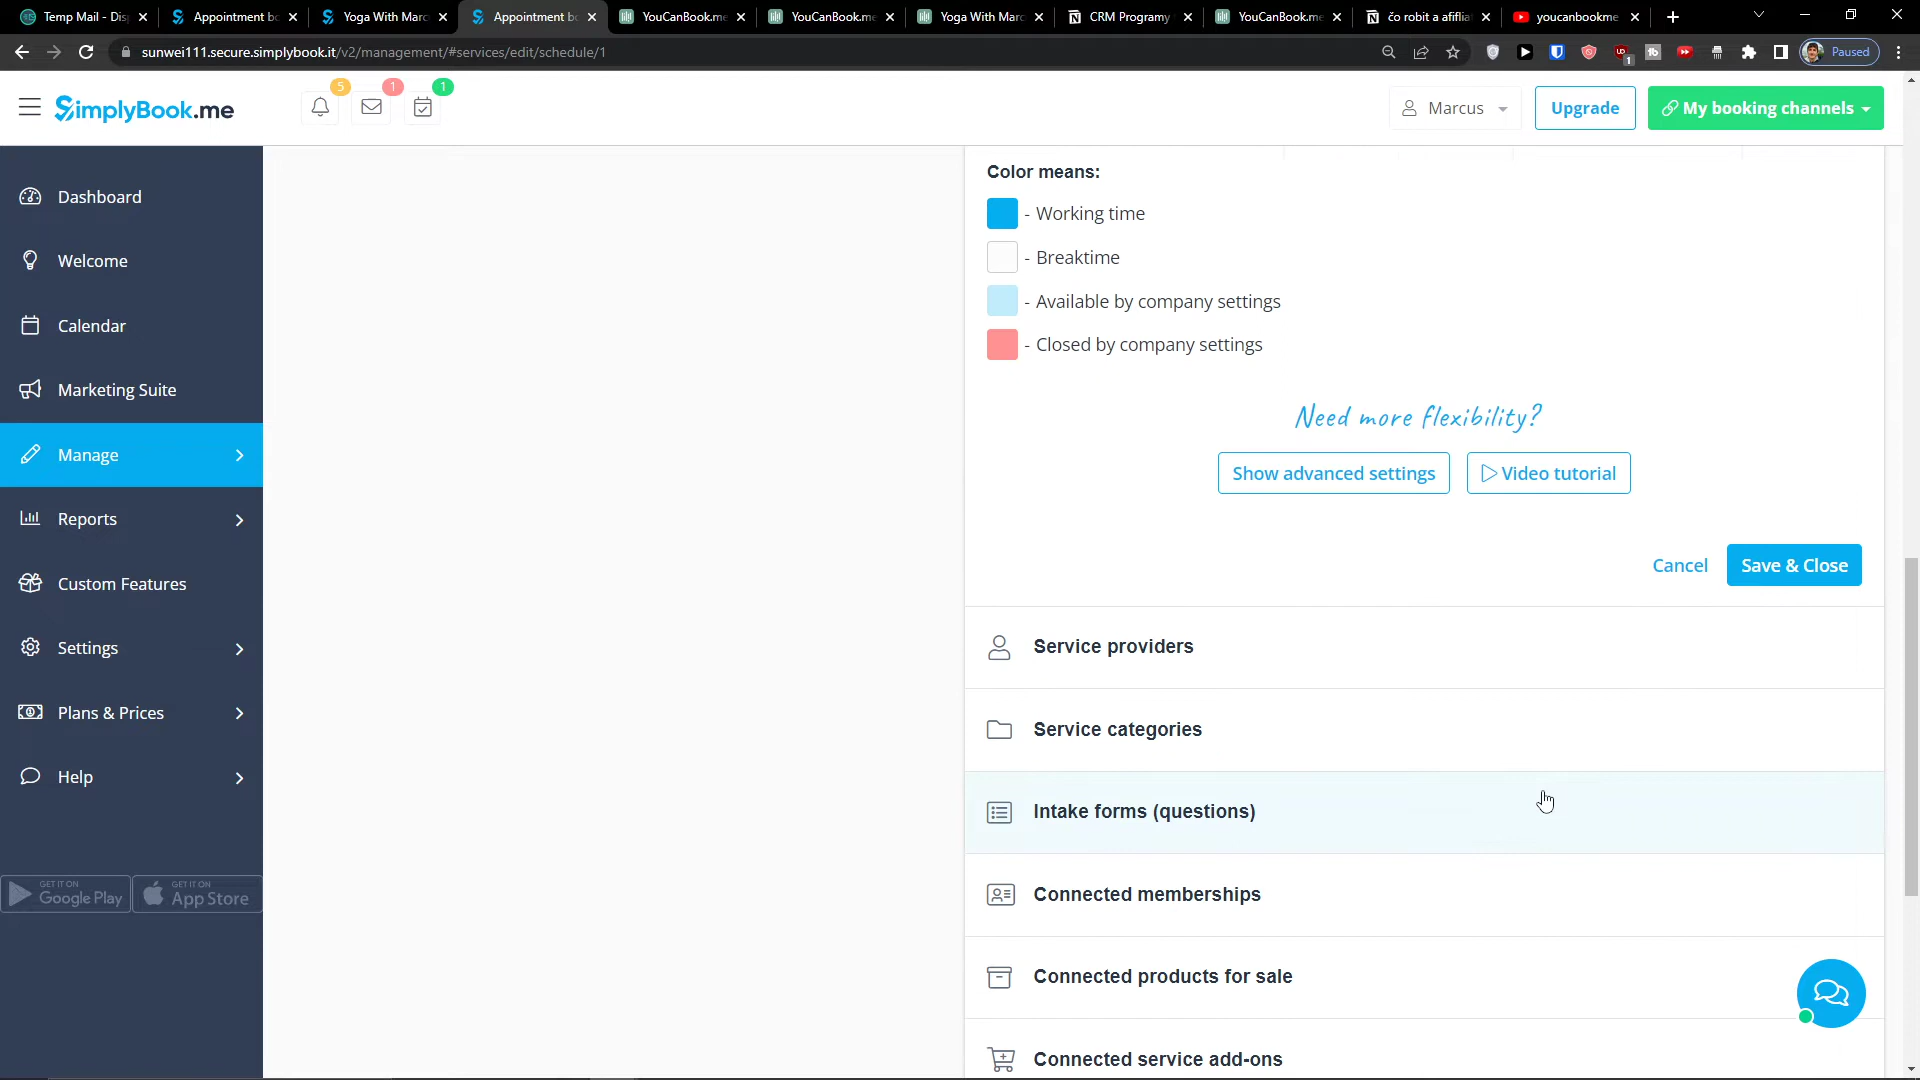 Temp Mail - Dis
Appointment b
Yoga With Marc
Appointment b
YouCanBook.me
YouCanBook.me
Yoga With Marc
CRM Programy
YouCanBook.me
čo robit a afilia
youcanbookme
sunwei111.secure.simplybook.it/v2/management/#services/edit/schedule/1
Paused
SimplyBook.me
5
1
1
Marcus
Upgrade
My booking channels
Dashboard
Welcome
Calendar
Marketing Suite
Manage
Reports
Custom Features
Settings
Plans & Prices
Help
GET IT ON
Google Play
GET IT ON
App Store
Color means:
- Working time
- Breaktime
- Available by company settings
- Closed by company settings
Need more flexibility?
Show advanced settings
Video tutorial
Cancel
Save & Close
Service providers
Service categories
Intake forms (questions)
Connected memberships
Connected products for sale
Connected service add-ons